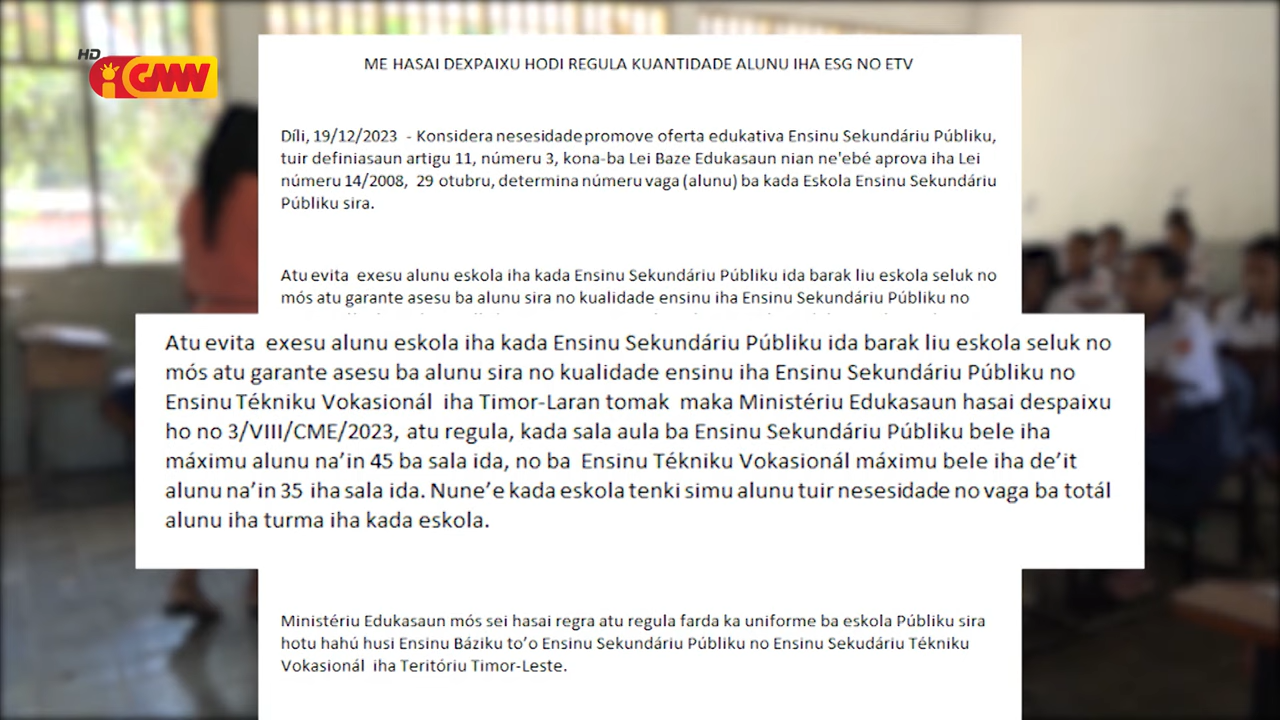 HD
GMW
ME HASAI DEXPAIXU HODI REGULA KUANTIDADE ALUNU IHA ESG NO ETV
Díli, 19/12/2023 - Konsidera nesesidade promove oferta edukativa Ensinu Sekundáriu Públiku,
tuir definiasaun artigu 11, númeru 3, kona-ba Lei Baze Edukasaun nian ne'ebé aprova iha Lei
númeru 14/2008, 29 otubru, determina númeru vaga (alunu) ba kada Eskola Ensinu Sekundáriu
Públiku sira.
Atu evita exesu alunu eskola iha kada Ensinu Sekundáriu Públiku ida barak liu eskola seluk no
mós atu garante asesu ba alunu sira no kualidade ensinu iha Ensinu Sekundáriu Públiku no
Atu evita exesu alunu eskola iha kada Ensinu Sekundáriu Públiku ida barak liu eskola seluk no
mós atu garante asesu ba alunu sira no kualidade ensinu iha Ensinu Sekundáriu Públiku no
Ensinu Tékniku Vokasionál iha Timor-Laran tomak maka Ministériu Edukasaun hasai despaixu
ho no 3/VIII/CME/2023, atu regula, kada sala aula ba Ensinu Sekundáriu Públiku bele iha
máximu alunu na’in 45 ba sala ida, no ba Ensinu Tékniku Vokasionál máximu bele iha de’it
alunu na’in 35 iha sala ida. Nune’e kada eskola tenki simu alunu tuir nesesidade no vaga ba totál
alunu iha turma iha kada eskola.
Ministériu Edukasaun mós sei hasai regra atu regula farda ka uniforme ba eskola Públiku sira
hotu hahú husi Ensinu Báziku to’o Ensinu Sekundáriu Públiku no Ensinu Sekudáriu Tékniku
Vokasionál iha Teritóriu Timor-Leste.